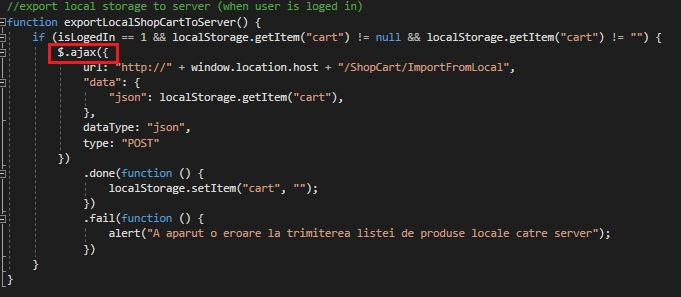 //export local storage to server (when user is loged in)
function exportLocalShopCartToServer() {
if (isLogedIn == 1 && localStorage.getItem("cart") != null && localStorage.getItem("cart") != "") {
$.ajax({
url: "http://" + window.location.host + "/ShopCart/ImportFromLocal",
"data": {
"json": localStorage.getItem("cart"),
},
dataType: "json",
type: "POST"
})
.done(function () {
localStorage.setItem("cart", "");
})
.fail(function () {
alert("A aparut o eroare la trimiterea listei de produse locale catre server");
})
}
}